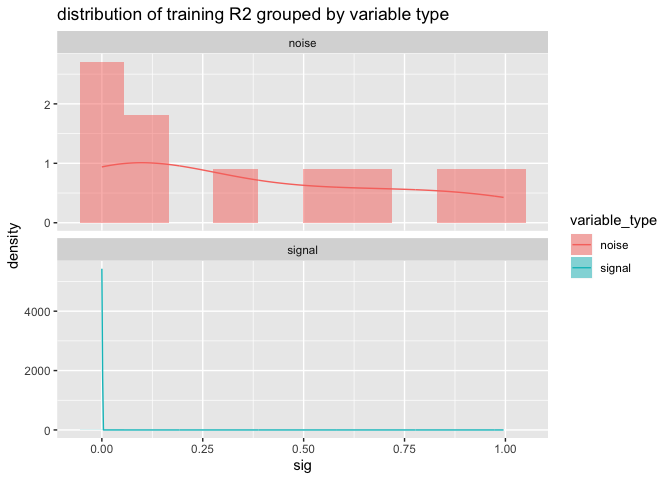 distribution of training R2 grouped by variable type
noise
2
1
0
signal
4000
2000
0
density
0.00 0.25 0.50 0.75 1.00
sig
variable_type
noise
signal